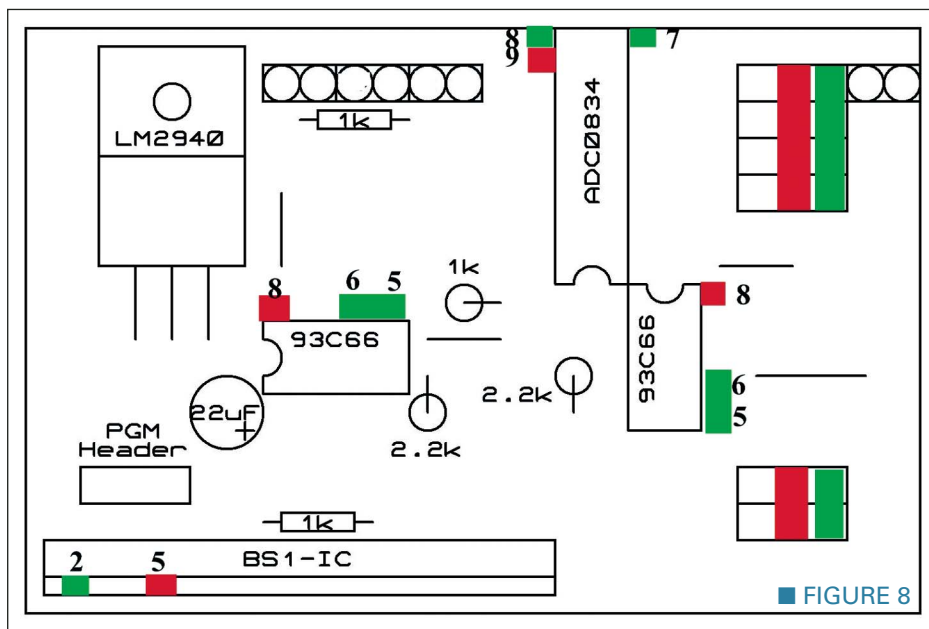 8
7
9
LM2940
1k
ADC0834
1k
8
6
5
8
93C66
93C66
6
5
22uF
+
2.2k
2.2k
PGM
Header
1k
BS1-IC
2
5
■ FIGURE 8